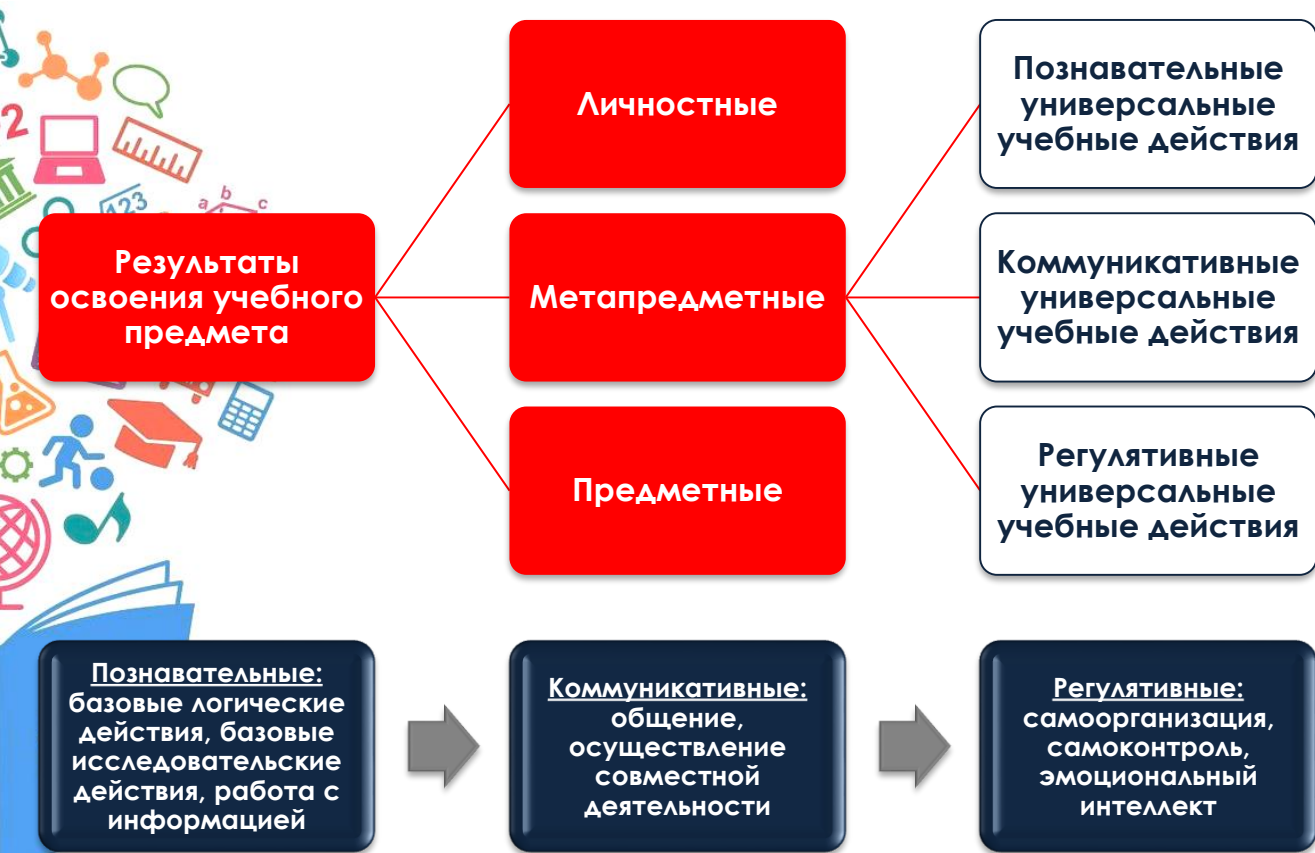 2
123
a b c
Результаты
освоения учебного
предмета
Личностные
Метапредметные
Предметные
Познавательные
универсальные
учебные действия
Коммуникативные
универсальные
учебные действия
Регулятивные
универсальные
учебные действия
Познавательные:
базовые логические
действия, базовые
исследовательские
действия, работа с
информацией
Коммуникативные:
общение,
осуществление
совместной
деятельности
Регулятивные:
самоорганизация,
самоконтроль,
эмоциональный
интеллект